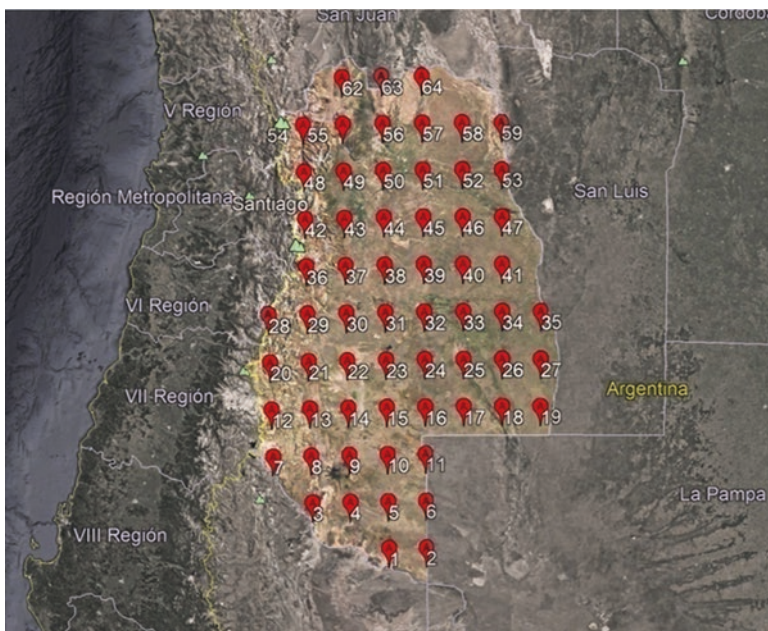 San Juan
Córdoba
62 63 64
V Región
54 55 56 57 58 59
48 49 50 51 52 53
Región Metropolitana
San Luis
Santiago
42 43 44 45 46 47
36 37 38 39 40 41
VI Región
28 29 30 31 32 33 34 35
20 21 22 23 24 25 26 27
VII Región
Argentina
12 13 14 15 16 17 18 19
7 8 9 10 11
La Pampa
3 4 5 6
VIII Región
1 2